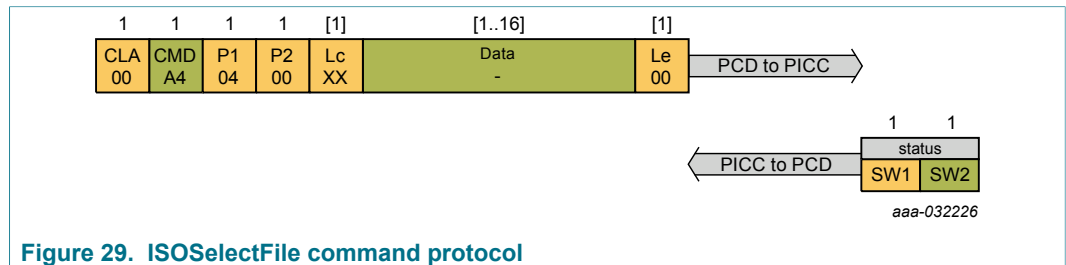 1 1 1 1 [1] [1..16] [1]
CLA CMD P1 P2 Lc Data Le
00 A4 04 00 XX - 00
PCD to PICC
1 1
status
PICC to PCD
SW1 SW2
aaa-032226
Figure 29. ISOSelectFile command protocol